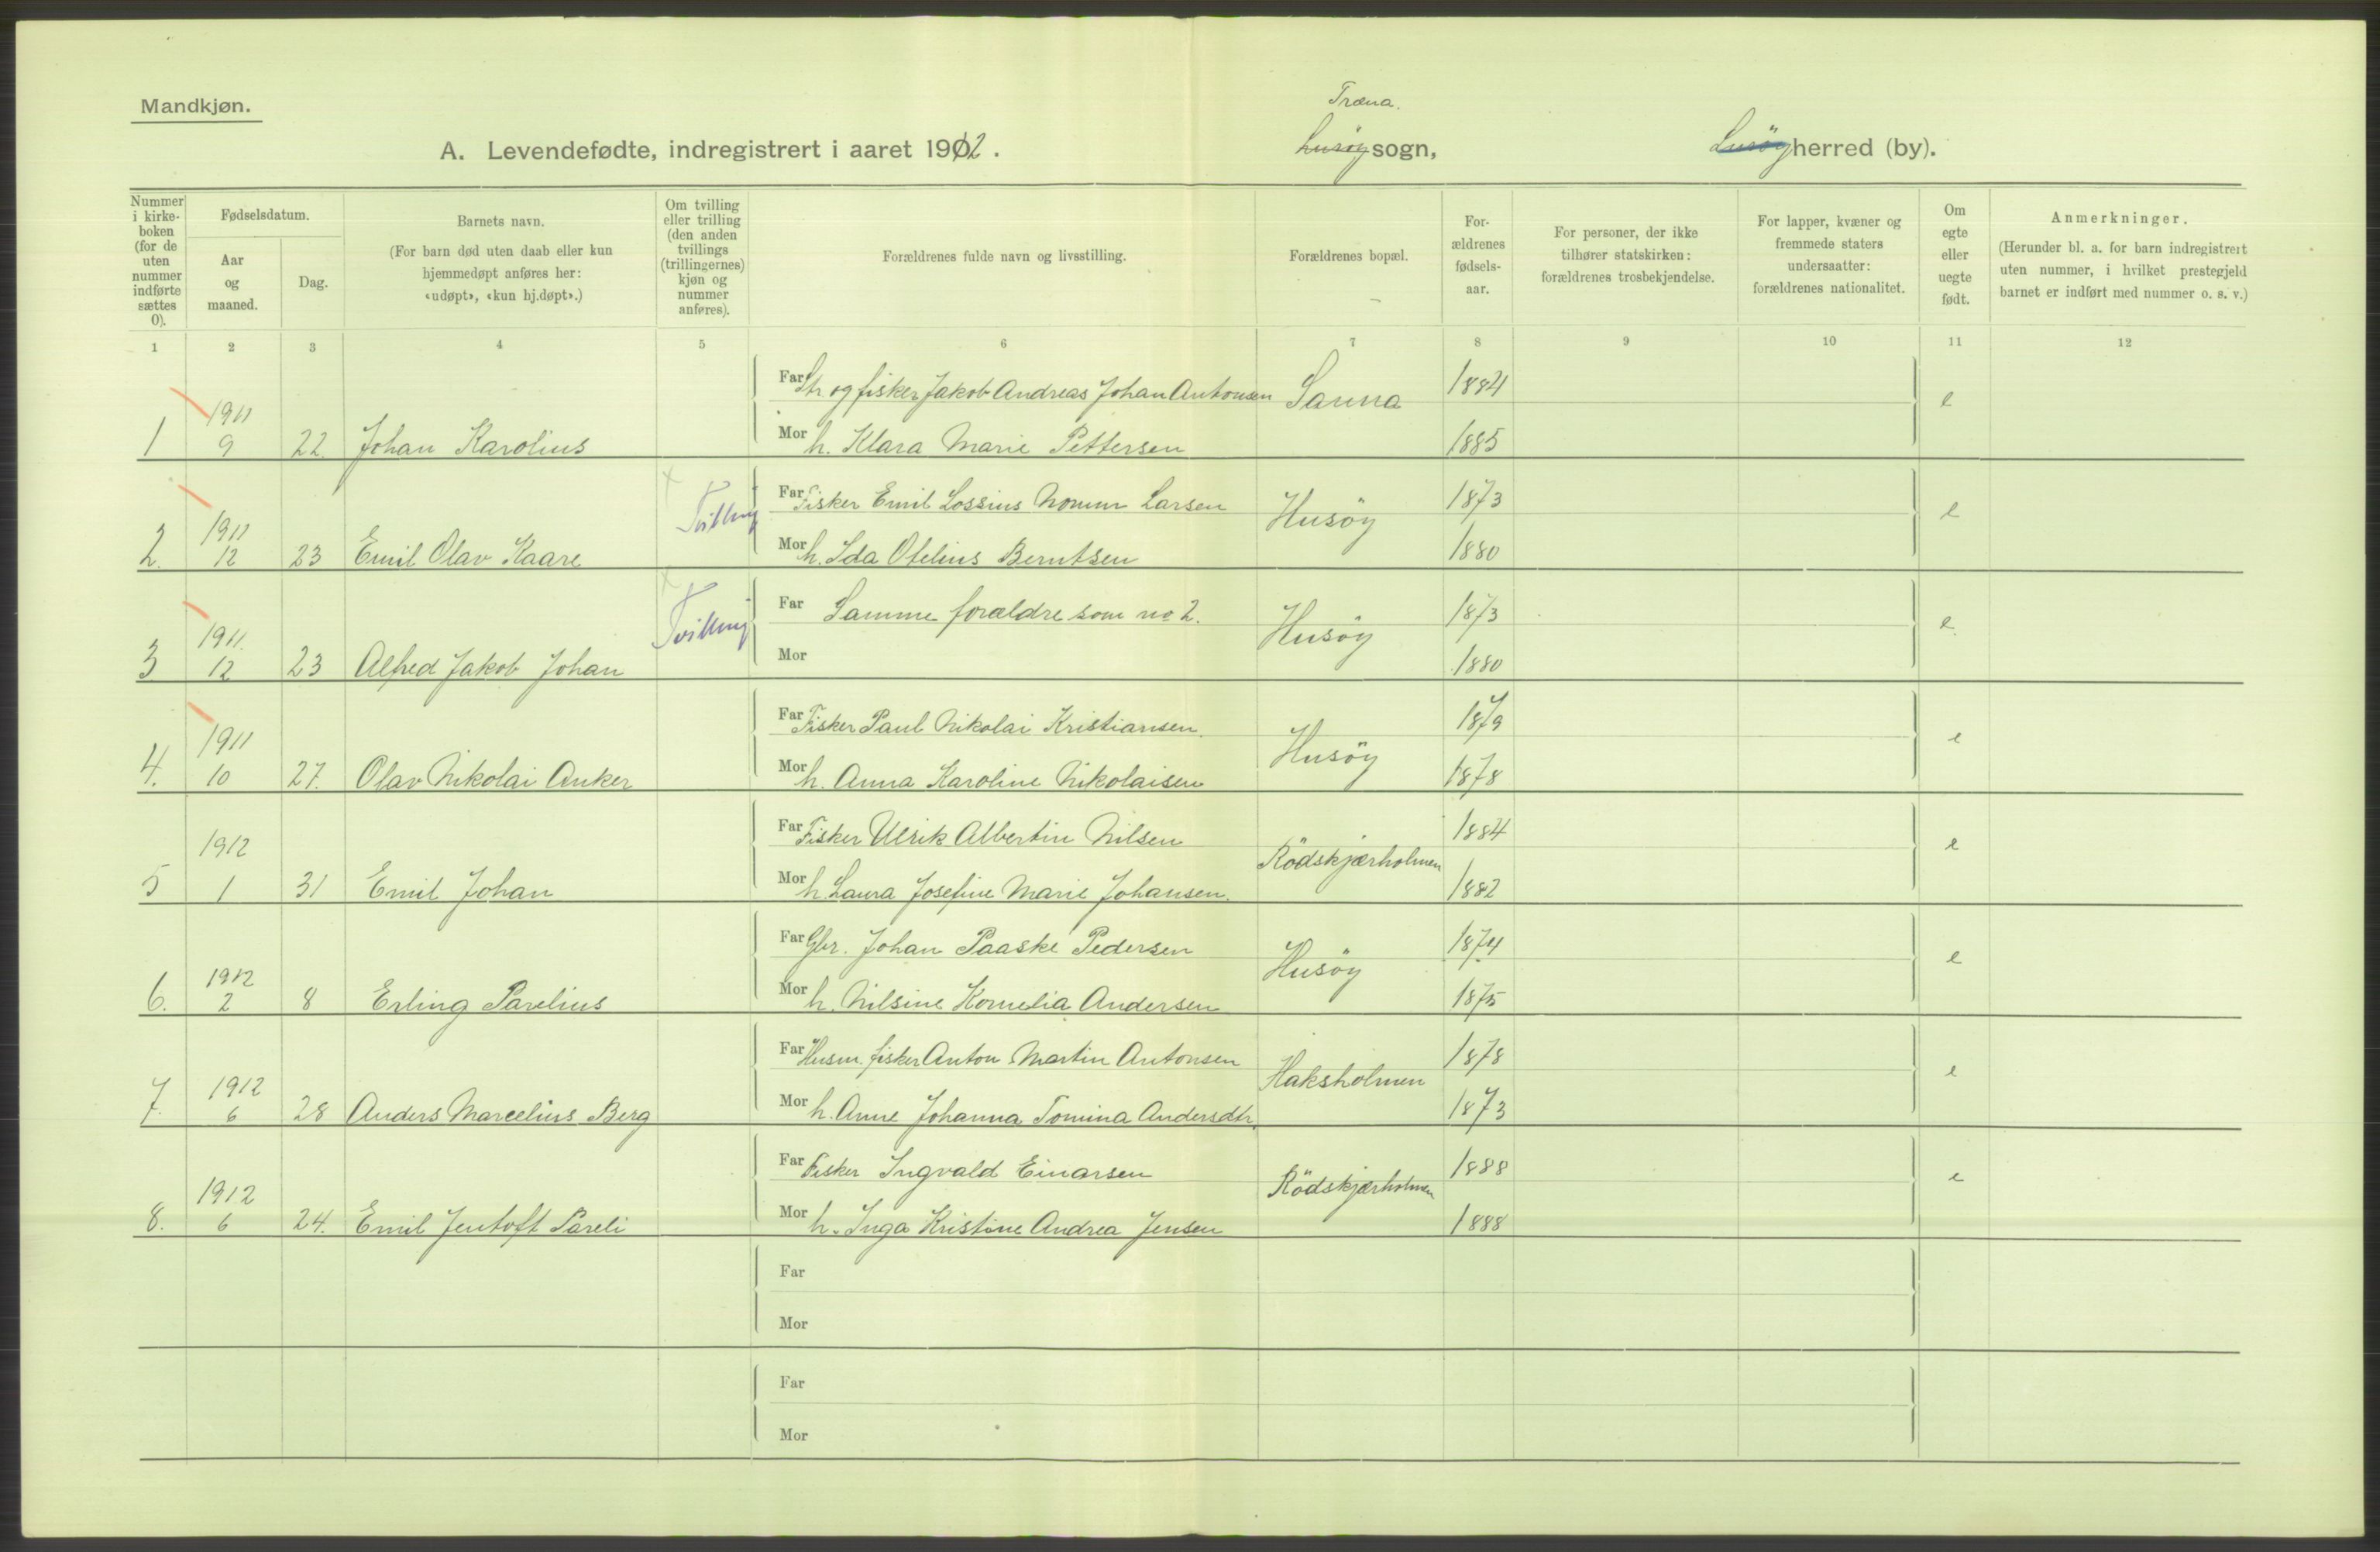 Mandkjøn.
Træna.
A. Levendefødte, indregistrert i aaret 1912. Lurøy sogn, Lurøy herred (by).
Nummer i kirkeboken (for de uten nummer indførte sættes 0).
Fødselsdatum.
Aar og maaned.
Dag.
Barnets navn.
(For barn død uten daab eller kun hjemmedøpt anføres her: «udøpt», «kun hj.døpt».)
Om tvilling eller trilling (den anden tvillings (trillingernes) kjøn og nummer anføres).
Forældrenes fulde navn og livsstilling.
Forældrenes bopæl.
Forældrenes fødselsaar.
For personer, der ikke tilhører statskirken: forældrenes trosbekjendelse.
For lapper, kvæner og fremmede staters undersaatter: forældrenes nationalitet.
Om egte eller uegte født.
Anmerkninger.
(Herunder bl. a. for barn indregistrert uten nummer, i hvilket prestegjeld barnet er indført med nummer o. s. v.)
1 2 3 4 5 6 7 8 9 10 11 12
Far Str. og fisker Jakob Andreas Johan Antonsen Sanna 1884 e
1 1911 9 22. Johan Karolius Mor h. Klara Marie Pettersen 1885
Tvilling Far Fisker Emil Lossius Larsen Husöy 1873 e
2. 1911 12 23 Emil Olav Kaare Mor h. Ida Otelius Berntsen 1880
Tvilling Far Samme forældre som no 2. Husöy 1873 e
3 1911. 12 23 Alfred Jakob Johan Mor 1880
Far Fisker Paul Nikolai Kristiansen. Husöy 1879 e
4. 1911 10 27. Olav Nikolai Anker Mor h. Anna Karoline Nikolaisen 1878
Far Fisker Ulrik Albertin Nilsen Rödskjærholmen 1884 e
5 1912 1 31 Emil Johan Mor h. Laura Josefine Marie Johansen. 1882
Far Gbr. Johan Paaske Pedersen Husöy 1874 e
6. 1912 2 8 Erling Parelius Mor h. Nilsine Kornelia Andersen 1875
Far Husm. fisker Anton Martin Antonsen Haksholmen 1878 e
7. 1912 6 28 Anders Marcelius Berg Mor h. Anne Johanna Tomina Andersdtr. 1873
Far Fisker Ingvald Einarsen Rödskjærholmen 1888 e
8. 1912 6 24. Emil Jentoft Pareli Mor h. Inga Kristine Andrea Jensen 1888
Far
Mor
Far
Mor